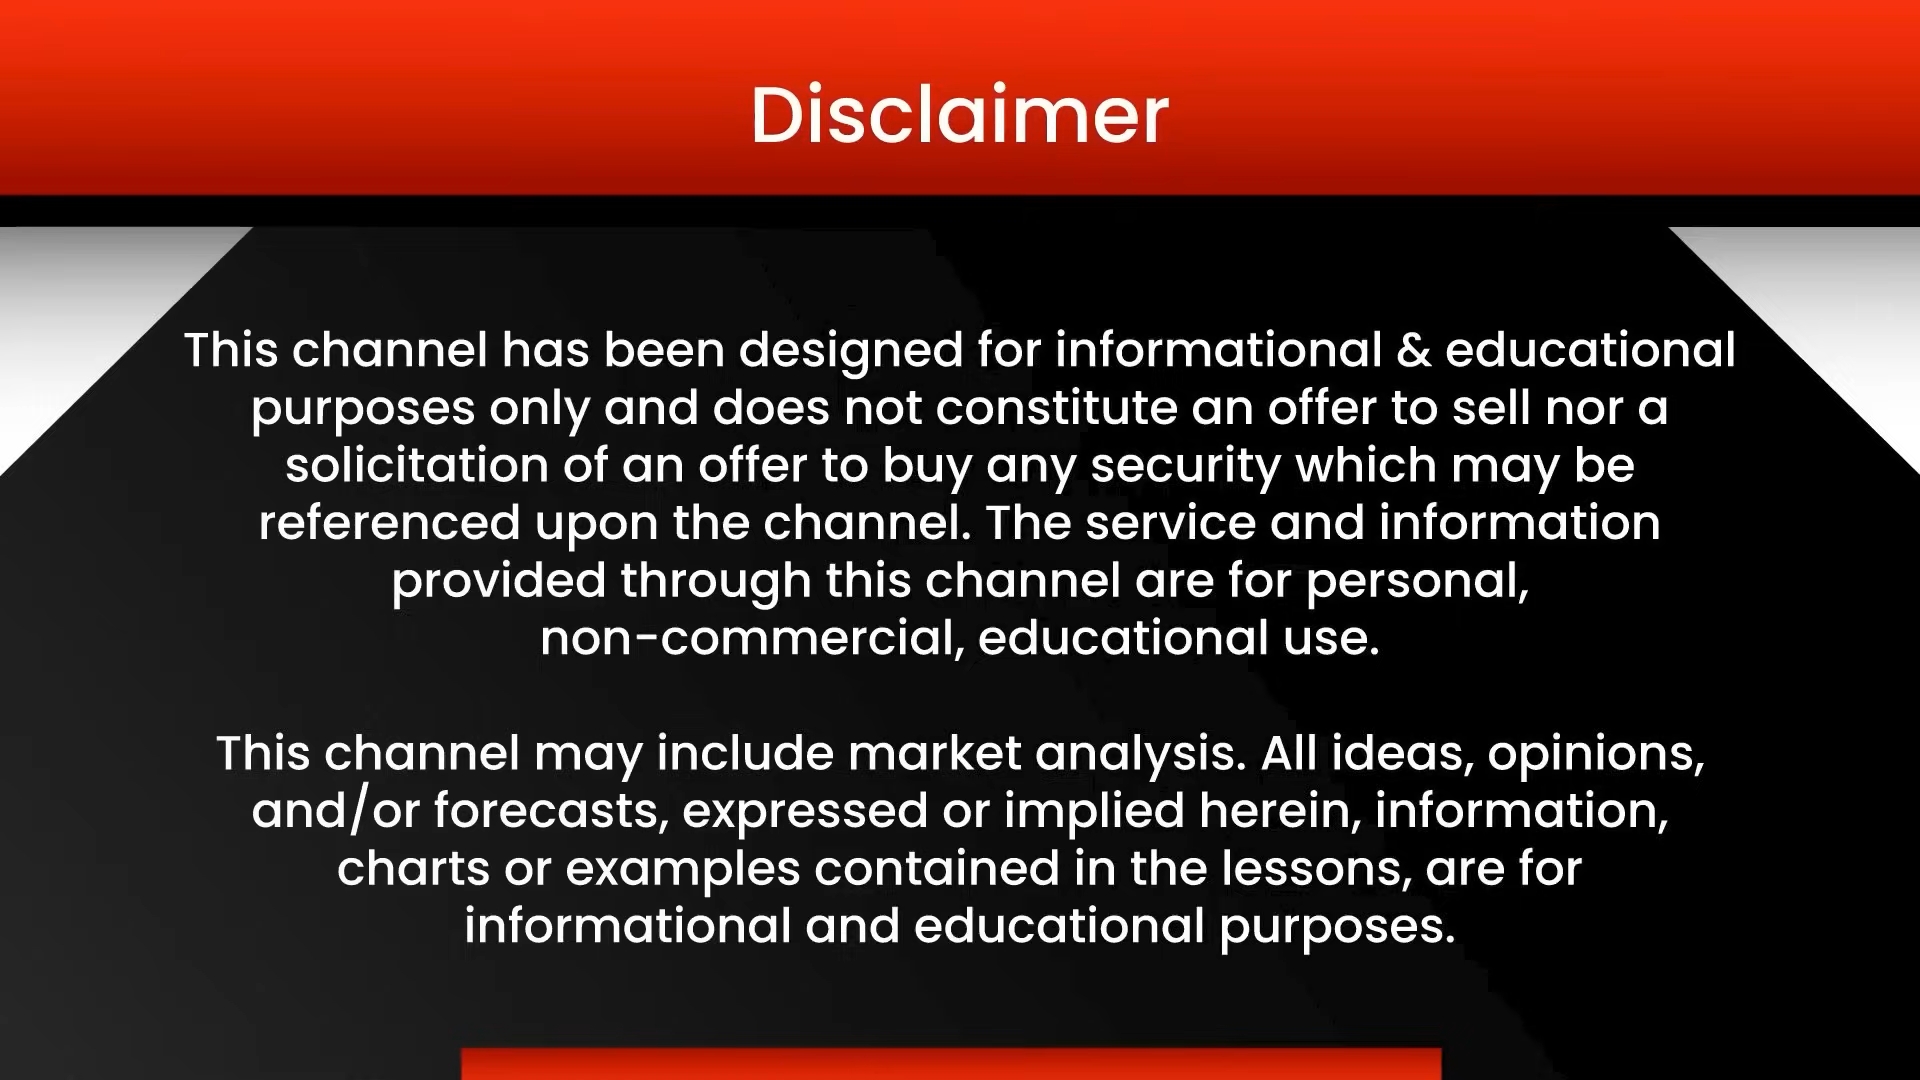 Disclaimer
This channel has been designed for informational & educational
purposes only and does not constitute an offer to sell nor a
solicitation of an offer to buy any security which may be
referenced upon the channel. The service and information
provided through this channel are for personal,
non-commercial, educational use.
This channel may include market analysis. All ideas, opinions,
and/or forecasts, expressed or implied herein, information,
charts or examples contained in the lessons, are for
informational and educational purposes.